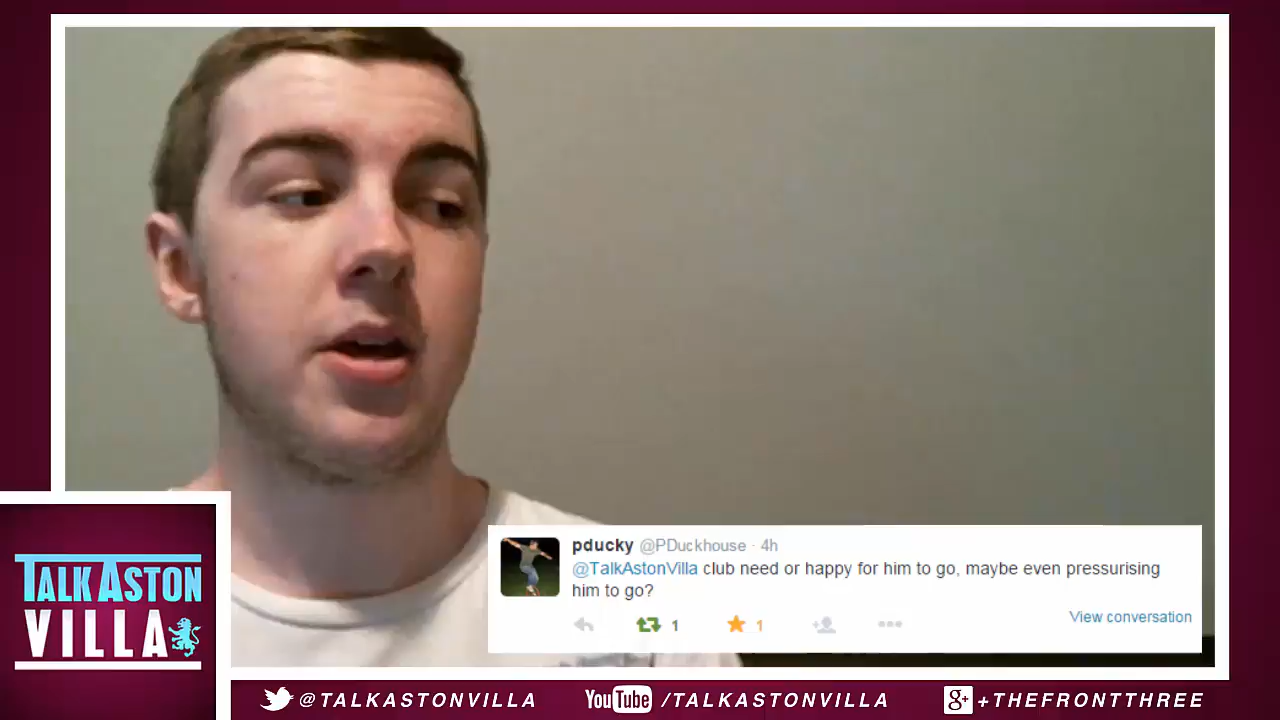 pducky @PDuckhouse · 4h
@TalkAstonVilla club need or happy for him to go, maybe even pressurising
him to go?
1 1
View conversation
TALK ASTON
VILLA
@TALKASTONVILLA YouTube /TALKASTONVILLA g+ +THEFRONTTHREE